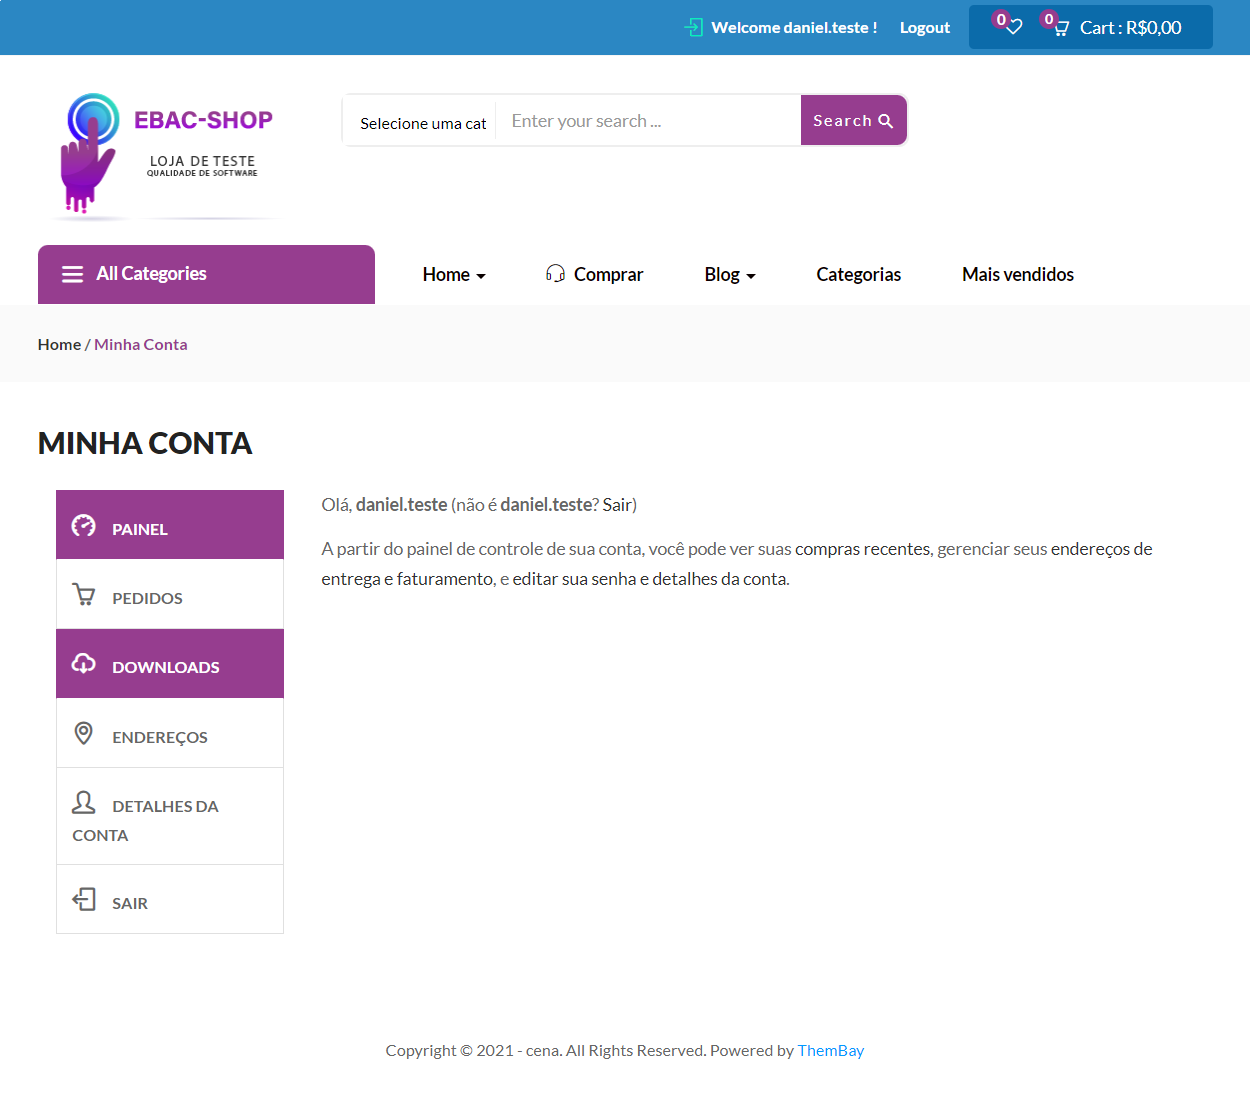 Welcome daniel.teste !
Logout
0
0
Cart : R$0,00
EBAC-SHOP
LOJA DE TESTE
QUALIDADE DE SOFTWARE
Selecione uma cat
Enter your search ...
Search
All Categories
Home
Comprar
Blog
Categorias
Mais vendidos
Home / Minha Conta
MINHA CONTA
PAINEL
PEDIDOS
DOWNLOADS
ENDEREÇOS
DETALHES DA
CONTA
SAIR
Olá, daniel.teste (não é daniel.teste? Sair)
A partir do painel de controle de sua conta, você pode ver suas compras recentes, gerenciar seus endereços de
entrega e faturamento, e editar sua senha e detalhes da conta.
Copyright © 2021 - cena. All Rights Reserved. Powered by ThemBay